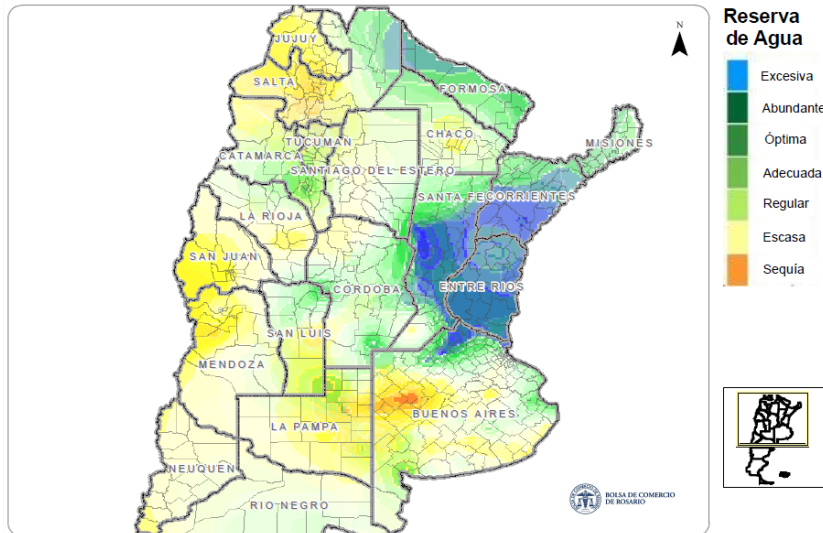 N
Reserva
de Agua
Excesiva
Abundante
Óptima
Adecuada
Regular
Escasa
Sequía
JUJUY
SALTA
FORMOSA
CHACO
MISIONES
TUCUMAN
CATAMARCA
SANTIAGO DEL ESTERO
SANTA FE
CORRIENTES
LA RIOJA
SAN JUAN
CORDOBA
ENTRE RIOS
SAN LUIS
MENDOZA
BUENOS AIRES
LA PAMPA
NEUQUEN
RIO NEGRO
BOLSA DE COMERCIO
DE ROSARIO